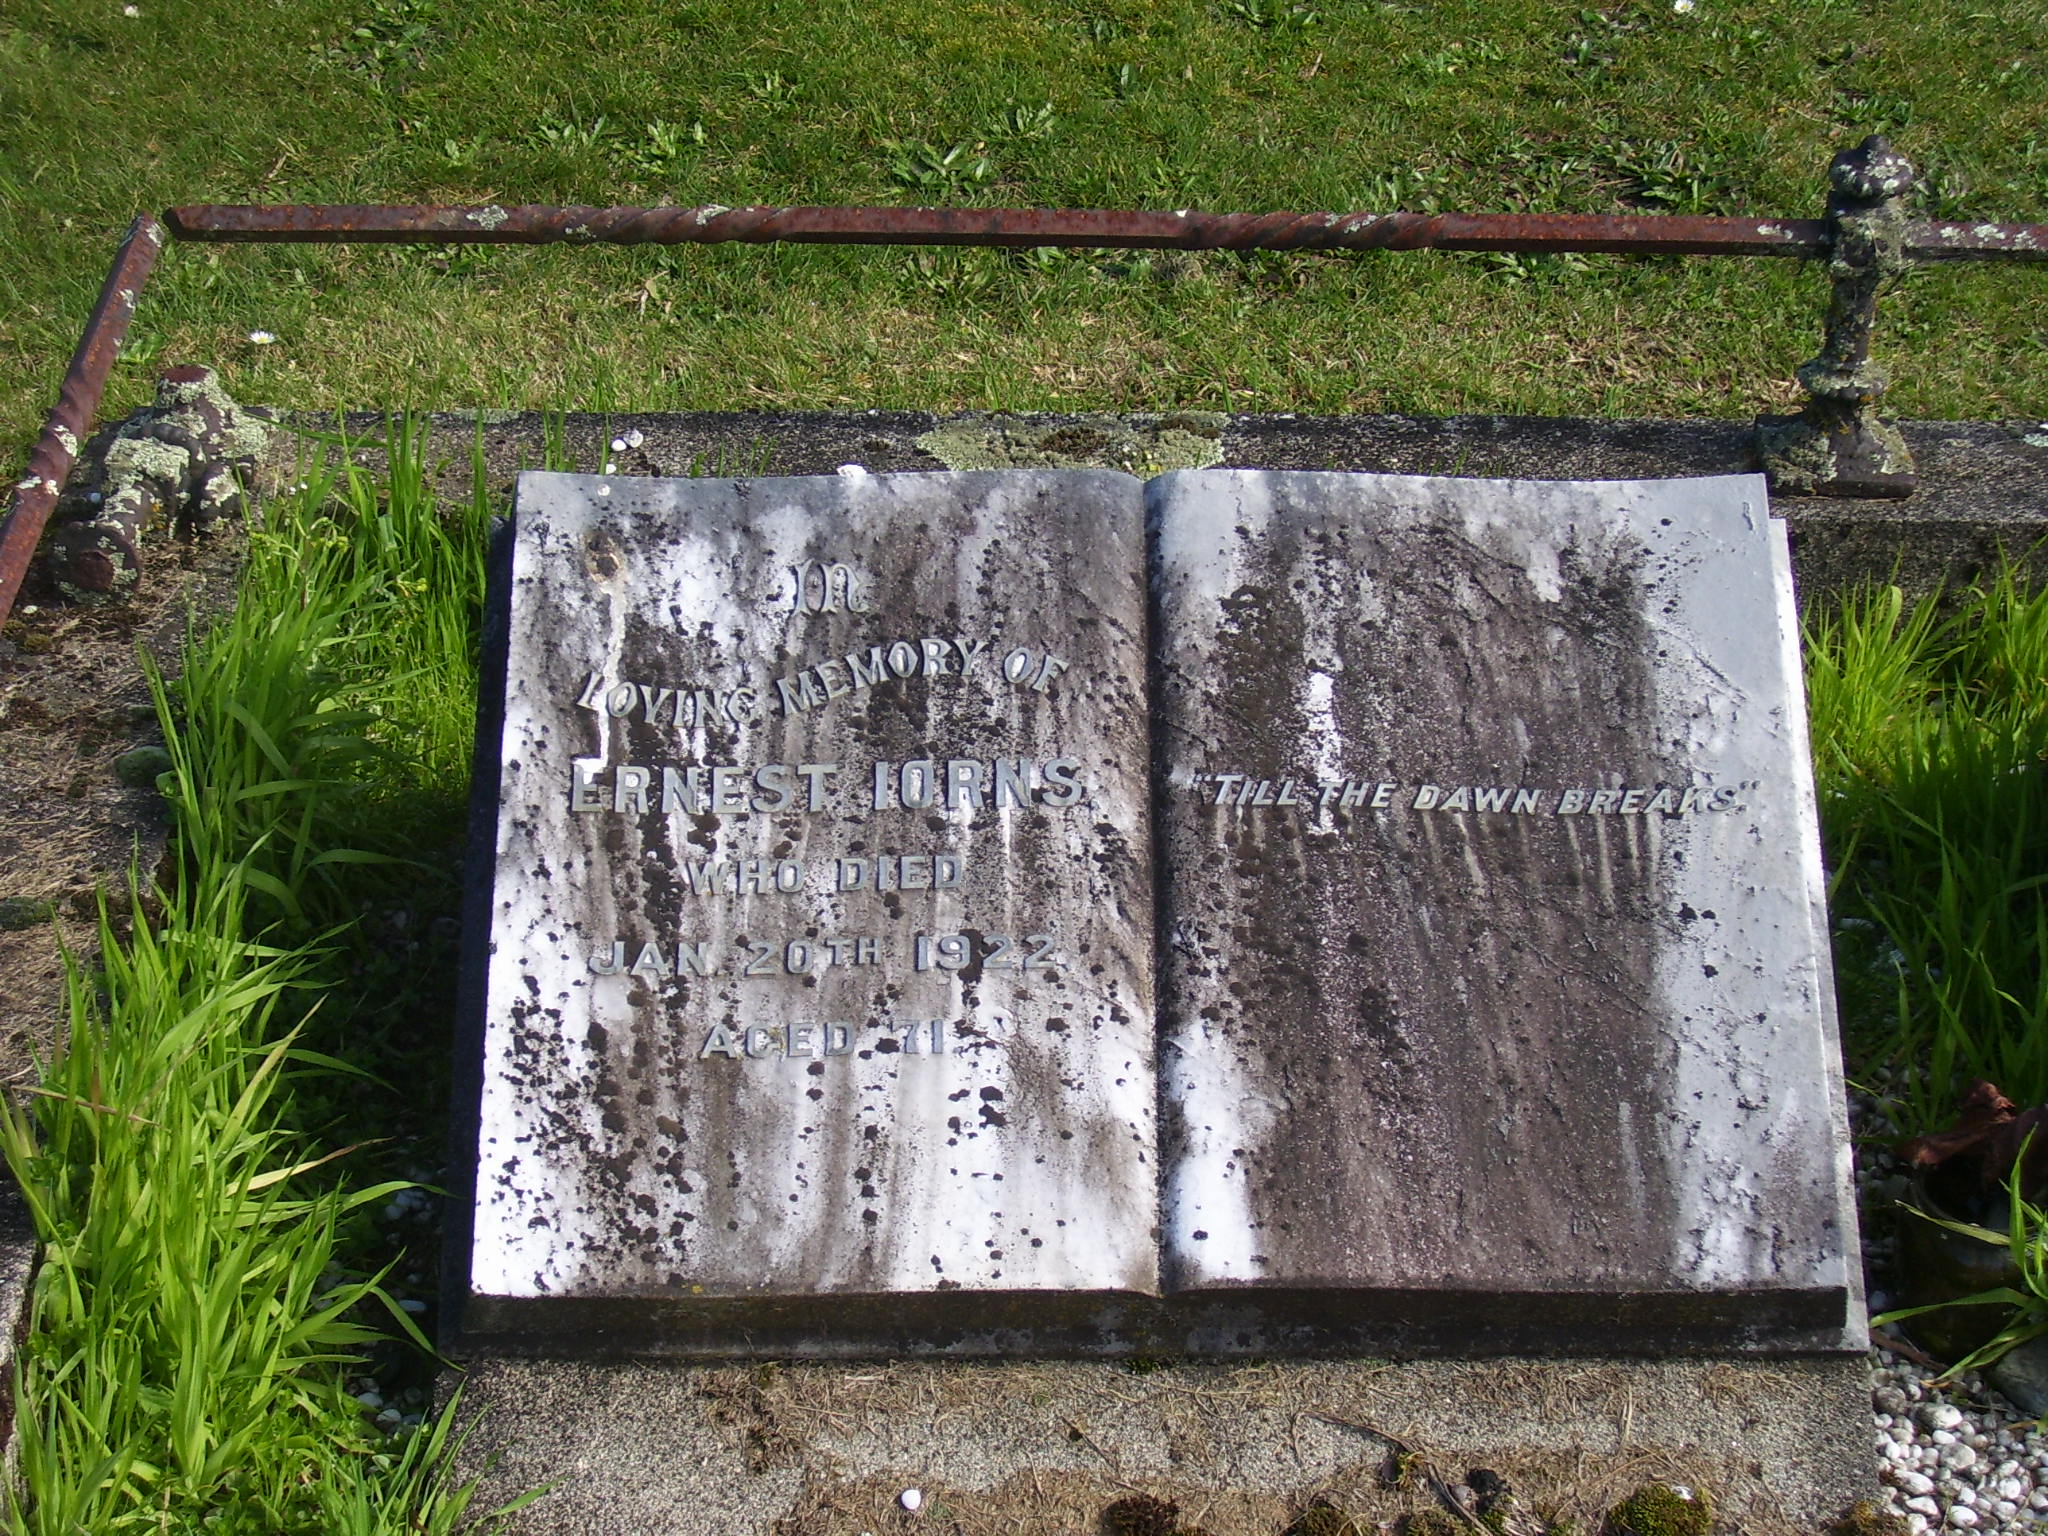 In
LOVING MEMORY OF
ERNEST IORNS
WHO DIED
JAN. 20TH 1922.
AGED 71.
"TILL THE DAWN BREAKS."